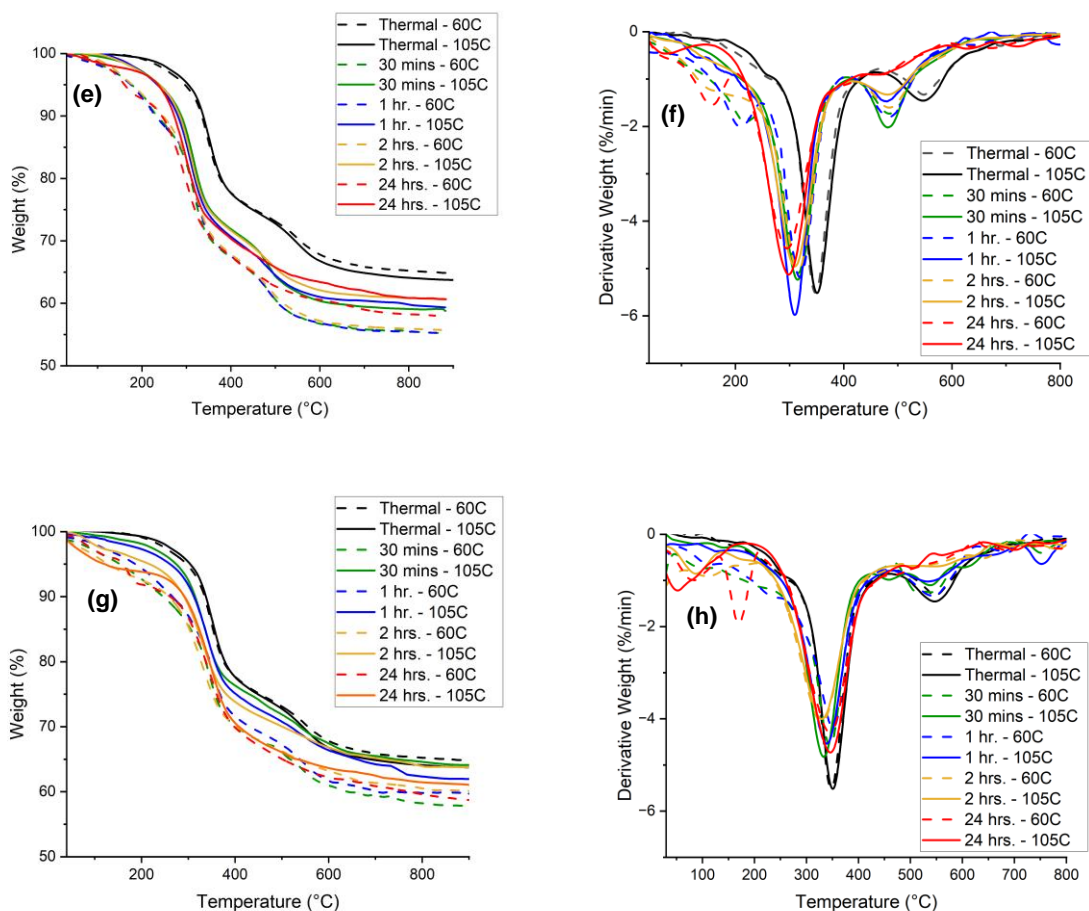 (e)
Weight (%)
100
90
80
70
60
50
200
400
600
800
Temperature (°C)
Thermal - 60C
Thermal - 105C
30 mins - 60C
30 mins - 105C
1 hr. - 60C
1 hr. - 105C
2 hrs. - 60C
2 hrs. - 105C
24 hrs. - 60C
24 hrs. - 105C
(f)
Derivative Weight (%/min)
0
-2
-4
-6
200
400
600
800
Temperature (°C)
Thermal - 60C
Thermal - 105C
30 mins - 60C
30 mins - 105C
1 hr. - 60C
1 hr. - 105C
2 hrs. - 60C
2 hrs. - 105C
24 hrs. - 60C
24 hrs. - 105C
(g)
Weight (%)
100
90
80
70
60
50
200
400
600
800
Temperature (°C)
Thermal - 60C
Thermal - 105C
30 mins - 60C
30 mins - 105C
1 hr. - 60C
1 hr. - 105C
2 hrs. - 60C
2 hrs. - 105C
24 hrs. - 60C
24 hrs. - 105C
(h)
Derivative Weight (%/min)
0
-2
-4
-6
100
200
300
400
500
600
700
800
Temperature (°C)
Thermal - 60C
Thermal - 105C
30 mins - 60C
30 mins - 105C
1 hr. - 60C
1 hr. - 105C
2 hrs. - 60C
2 hrs. - 105C
24 hrs. - 60C
24 hrs. - 105C